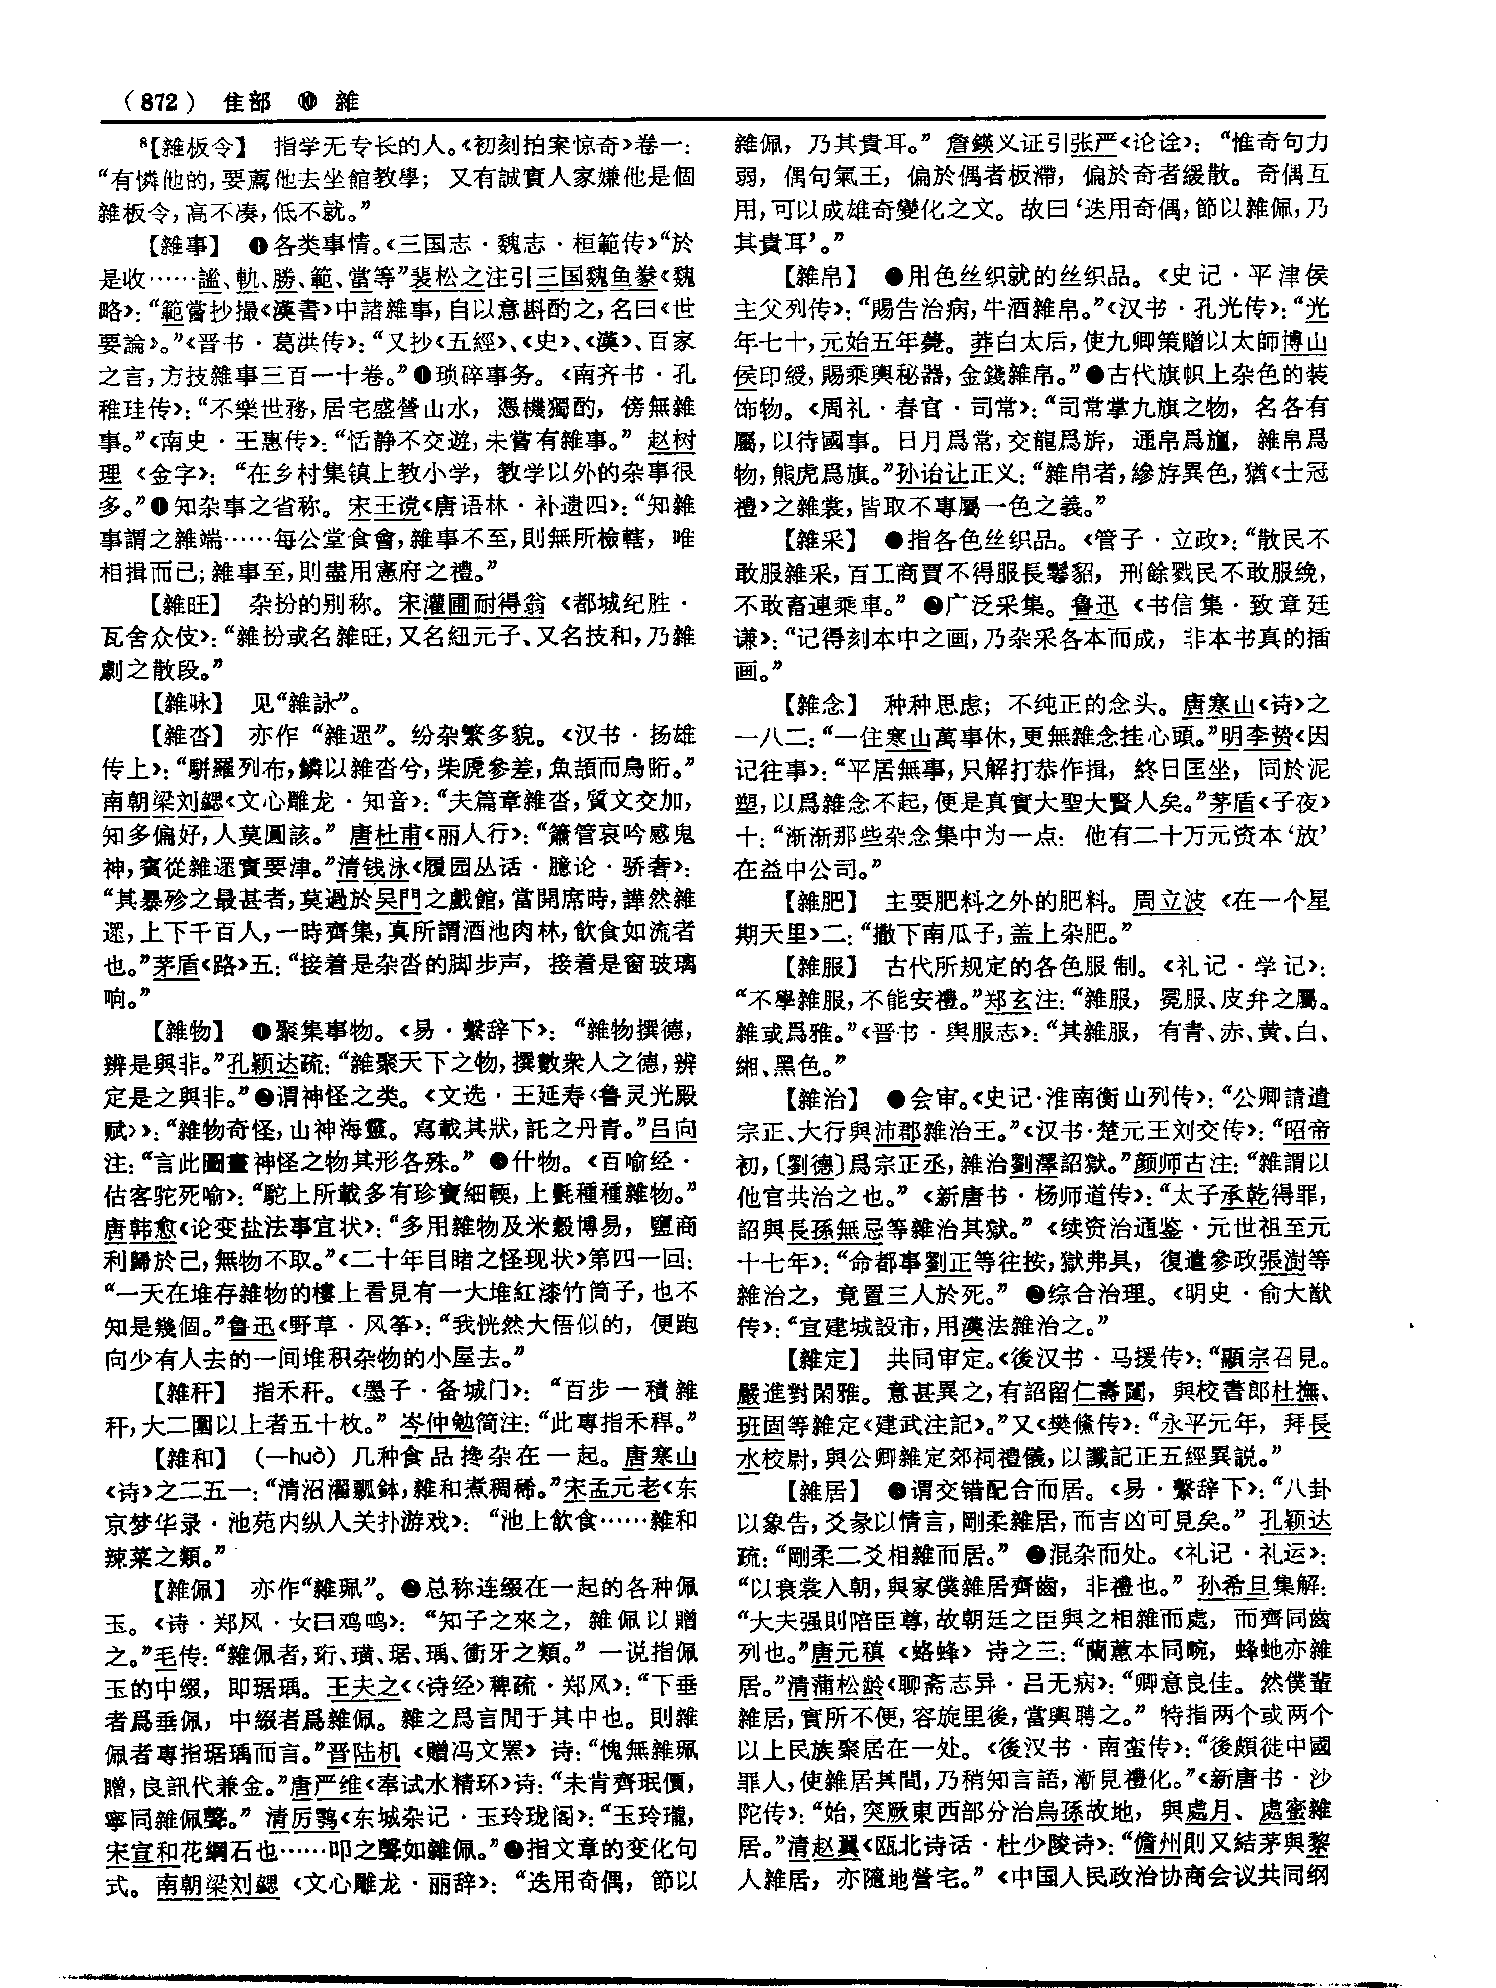 （872） 隹部 ⑩ 雜
⁸【雜板令】 指学无专长的人。《初刻拍案惊奇》卷一：
“有憐他的，要薦他去坐館教學；又有誠實人家嫌他是個
雜板令，高不凑，低不就。”
【雜事】 ❶各类事情。《三国志·魏志·桓範传》“於
是收……謐、軌、勝、範、當等”裴松之注引三国魏鱼豢《魏
略》：“範嘗抄撮《漢書》中諸雜事，自以意斟酌之，名曰《世
要論》。”《晋书·葛洪传》：“又抄《五經》、《史》、《漢》、百家
之言，方技雜事三百一十卷。”❶琐碎事务。《南齐书·孔
稚珪传》：“不樂世務，居宅盛營山水，憑機獨酌，傍無雜
事。”《南史·王惠传》：“恬静不交遊，未嘗有雜事。” 赵树
理《金字》：“在乡村集镇上教小学，教学以外的杂事很
多。”❶知杂事之省称。宋王谠《唐语林·补遗四》：“知雜
事謂之雜端……每公堂食會，雜事不至，則無所檢轄，唯
相揖而已；雜事至，則盡用憲府之禮。”
【雜旺】 杂扮的别称。宋灌圃耐得翁《都城纪胜·
瓦舍众伎》：“雜扮或名雜旺，又名紐元子、又名技和，乃雜
劇之散段。”
【雜咏】 见“雜詠”。
【雜沓】 亦作“雜遝”。纷杂繁多貌。《汉书·扬雄
传上》：“駢羅列布，鱗以雜沓兮，柴虒參差，魚頡而鳥䀪。”
南朝梁刘勰《文心雕龙·知音》：“夫篇章雜沓，質文交加，
知多偏好，人莫圓該。” 唐杜甫《丽人行》：“簫管哀吟感鬼
神，賓從雜遝實要津。”清钱泳《履园丛话·臆论·骄奢》：
“其暴殄之最甚者，莫過於吴門之戲館，當開席時，譁然雜
遝，上下千百人，一時齊集，真所謂酒池肉林，飲食如流者
也。”茅盾《路》五：“接着是杂沓的脚步声，接着是窗玻璃
响。”
【雜物】 ❶聚集事物。《易·繫辞下》：“雜物撰德，
辨是與非。”孔颖达疏：“雜聚天下之物，撰數衆人之德，辨
定是之與非。”❷谓神怪之类。《文选·王延寿〈鲁灵光殿
赋〉》：“雜物奇怪，山神海靈。寫載其狀，託之丹青。”吕向
注：“言此圖畫神怪之物其形各殊。” ❸什物。《百喻经·
估客驼死喻》：“駝上所載多有珍寶細輭，上氎種種雜物。”
唐韩愈《论变盐法事宜状》：“多用雜物及米穀博易，鹽商
利歸於己，無物不取。”《二十年目睹之怪现状》第四一回：
“一天在堆存雜物的樓上看見有一大堆紅漆竹筒子，也不
知是幾個。”鲁迅《野草·风筝》：“我恍然大悟似的，便跑
向少有人去的一间堆积杂物的小屋去。”
【雜秆】 指禾秆。《墨子·备城门》：“百步一積雜
秆，大二圍以上者五十枚。” 岑仲勉简注：“此專指禾稈。”
【雜和】 （—huò）几种食品搀杂在一起。唐寒山
《诗》之二五一：“清沼濯瓢鉢，雜和煮稠稀。”宋孟元老《东
京梦华录·池苑内纵人关扑游戏》：“池上飲食……雜和
辣菜之類。”
【雜佩】 亦作“雜珮”。❶总称连缀在一起的各种佩
玉。《诗·郑风·女曰鸡鸣》：“知子之來之，雜佩以贈
之。”毛传：“雜佩者，珩、璜、琚、瑀、衝牙之類。” 一说指佩
玉的中缀，即琚瑀。王夫之《〈诗经〉稗疏·郑风》：“下垂
者爲垂佩，中綴者爲雜佩。雜之爲言閒于其中也。則雜
佩者專指琚瑀而言。”晋陆机《赠冯文罴》诗：“愧無雜珮
贈，良訊代兼金。”唐严维《奉试水精环》诗：“未肯齊珉價，
寧同雜佩聲。” 清厉鹗《东城杂记·玉玲珑阁》：“玉玲瓏，
宋宣和花綱石也……叩之聲如雜佩。”❷指文章的变化句
式。南朝梁刘勰《文心雕龙·丽辞》：“迭用奇偶，節以
雜佩，乃其貴耳。” 詹鍈义证引张严《论诠》：“惟奇句力
弱，偶句氣王，偏於偶者板滯，偏於奇者緩散。奇偶互
用，可以成雄奇變化之文。故曰‘迭用奇偶，節以雜佩，乃
其貴耳’。”
【雜帛】 ●用色丝织就的丝织品。《史记·平津侯
主父列传》：“賜告治病，牛酒雜帛。”《汉书·孔光传》：“光
年七十，元始五年薨。莽白太后，使九卿策贈以太師博山
侯印綬，賜乘輿秘器，金錢雜帛。”●古代旗帜上杂色的装
饰物。《周礼·春官·司常》：“司常掌九旗之物，名各有
屬，以待國事。日月爲常，交龍爲旂，通帛爲旜，雜帛爲
物，熊虎爲旗。”孙诒让正义：“雜帛者，縿斿異色，猶《士冠
禮》之雜裳，皆取不專屬一色之義。”
【雜采】 ●指各色丝织品。《管子·立政》：“散民不
敢服雜采，百工商賈不得服長鬈貂，刑餘戮民不敢服絻，
不敢畜連乘車。” ❷广泛采集。鲁迅《书信集·致章廷
谦》：“记得刻本中之画，乃杂采各本而成，非本书真的插
画。”
【雜念】 种种思虑；不纯正的念头。唐寒山《诗》之
一八二：“一住寒山萬事休，更無雜念挂心頭。”明李贽《因
记往事》：“平居無事，只解打恭作揖，終日匡坐，同於泥
塑，以爲雜念不起，便是真實大聖大賢人矣。”茅盾《子夜》
十：“渐渐那些杂念集中为一点：他有二十万元资本‘放’
在益中公司。”
【雜肥】 主要肥料之外的肥料。周立波《在一个星
期天里》二：“撒下南瓜子，盖上杂肥。”
【雜服】 古代所规定的各色服制。《礼记·学记》：
“不學雜服，不能安禮。”郑玄注：“雜服，冕服、皮弁之屬。
雜或爲雅。”《晋书·舆服志》：“其雜服，有青、赤、黄、白、
緗、黑色。”
【雜治】 ●会审。《史记·淮南衡山列传》：“公卿請遣
宗正、大行與沛郡雜治王。”《汉书·楚元王刘交传》：“昭帝
初，〔劉德〕爲宗正丞，雜治劉澤詔獄。”颜师古注：“雜謂以
他官共治之也。” 《新唐书·杨师道传》：“太子承乾得罪，
詔與長孫無忌等雜治其獄。” 《续资治通鉴·元世祖至元
十七年》：“命都事劉正等往按，獄弗具，復遣參政張澍等
雜治之，竟置三人於死。” ❷综合治理。《明史·俞大猷
传》：“宜建城設市，用漢法雜治之。”
【雜定】 共同审定。《後汉书·马援传》：“顯宗召見。
嚴進對閑雅。意甚異之，有詔留仁壽闥，與校書郎杜撫、
班固等雜定《建武注記》。”又《樊鯈传》：“永平元年，拜長
水校尉，與公卿雜定郊祠禮儀，以讖記正五經異説。”
【雜居】 ❶谓交错配合而居。《易·繫辞下》：“八卦
以象告，爻彖以情言，剛柔雜居，而吉凶可見矣。” 孔颖达
疏：“剛柔二爻相雜而居。” ❷混杂而处。《礼记·礼运》：
“以衰裳入朝，與家僕雜居齊齒，非禮也。” 孙希旦集解：
“大夫强則陪臣尊，故朝廷之臣與之相雜而處，而齊同齒
列也。”唐元稹《蛒蜂》诗之三：“蘭蕙本同畹，蜂虵亦雜
居。”清蒲松龄《聊斋志异·吕无病》：“卿意良佳。然僕輩
雜居，實所不便，容旋里後，當輿聘之。” 特指两个或两个
以上民族聚居在一处。《後汉书·南蛮传》：“後頗徙中國
罪人，使雜居其間，乃稍知言語，漸見禮化。”《新唐书·沙
陀传》：“始，突厥東西部分治烏孫故地，與處月、處蜜雜
居。”清赵翼《瓯北诗话·杜少陵诗》：“儋州則又結茅與黎
人雜居，亦隨地營宅。” 《中国人民政治协商会议共同纲